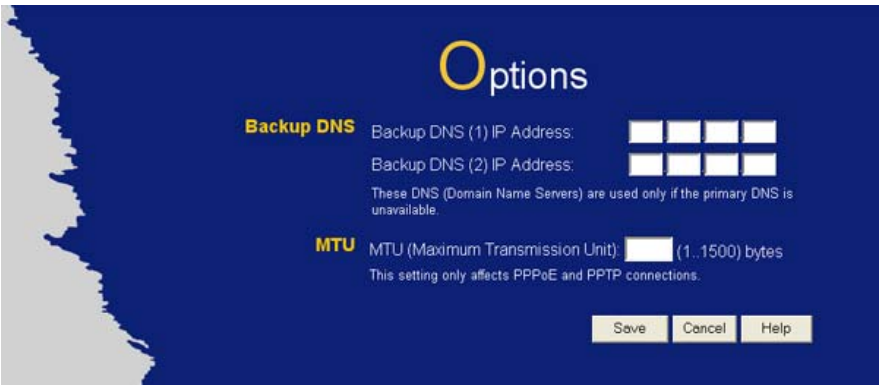 Options
Backup DNS Backup DNS (1) IP Address:
Backup DNS (2) IP Address:
These DNS (Domain Name Servers) are used only if the primary DNS is
unavailable.
MTU MTU (Maximum Transmission Unit): (1..1500) bytes
This setting only affects PPPoE and PPTP connections.
Save Cancel Help